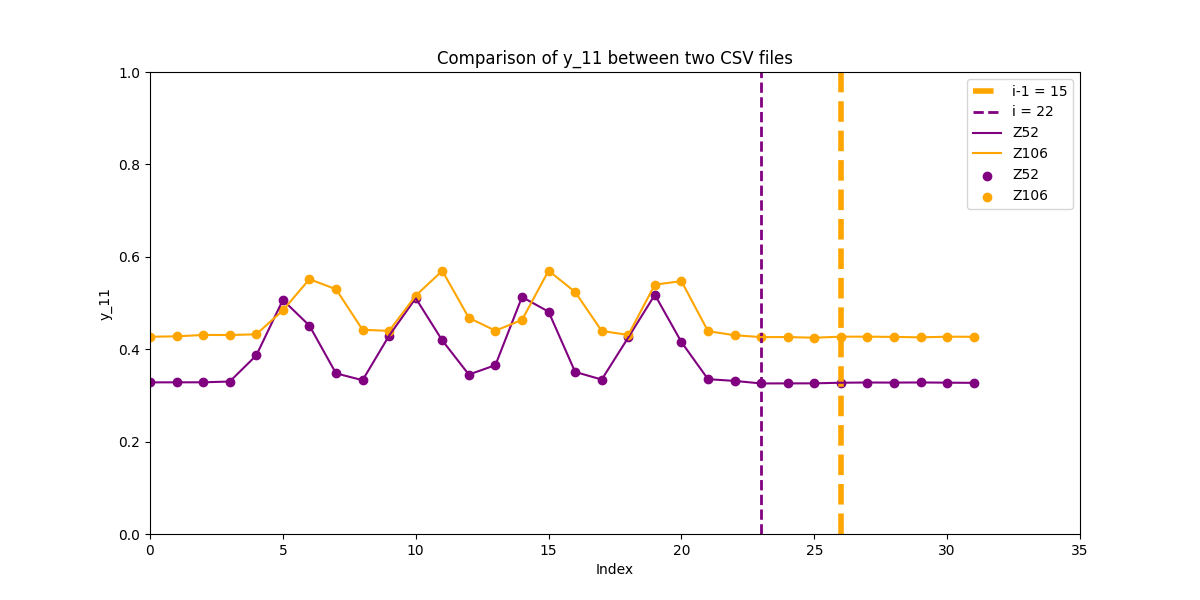 Comparison of y_11 between two CSV files
i-1 = 15
i = 22
Z52
Z106
Z52
Z106
y_11
1.0
0.8
0.6
0.4
0.2
0.0
0 5 10 15 20 25 30 35
Index